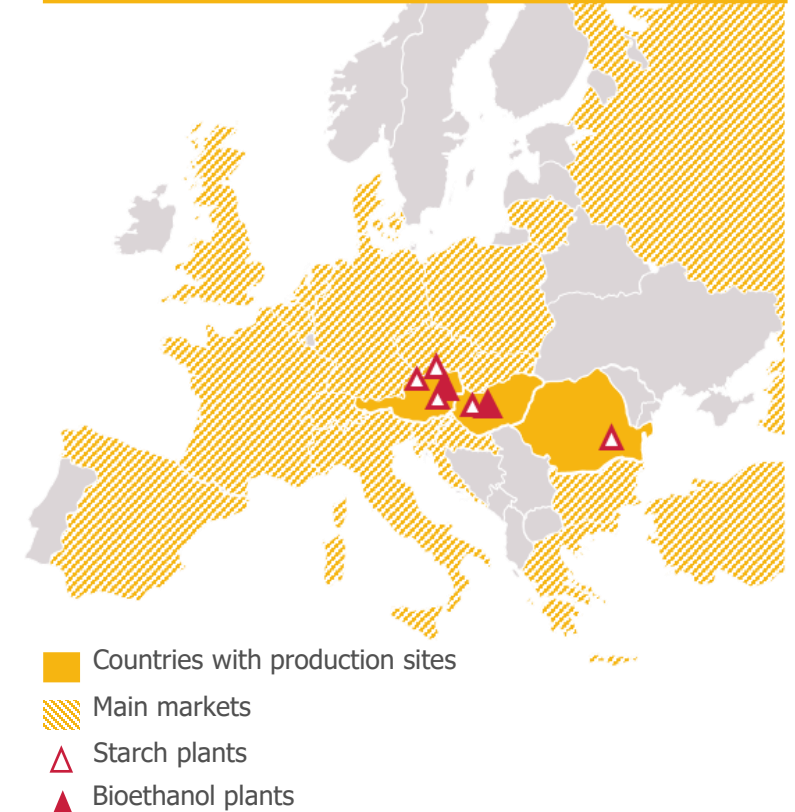 Countries with production sites
Main markets
Starch plants
Bioethanol plants